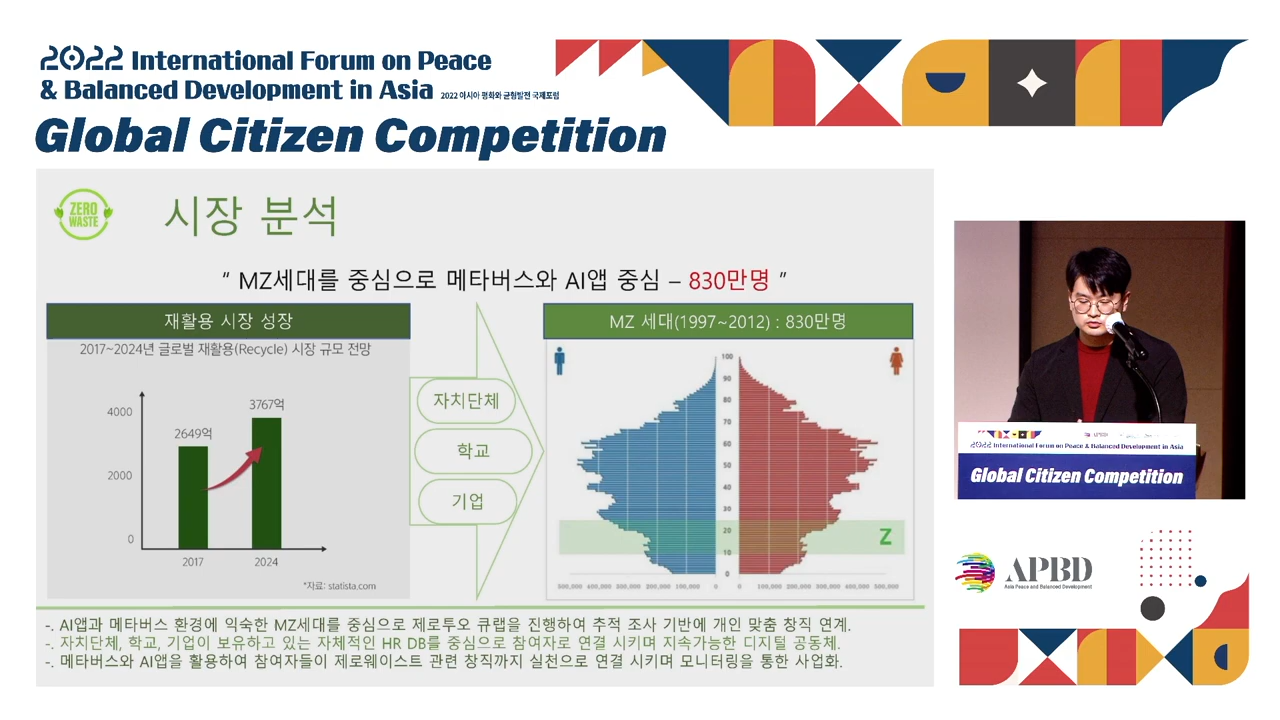 2022 International Forum on Peace
& Balanced Development in Asia 2022 아시아 평화와 균형발전 국제포럼
Global Citizen Competition
ZERO
WASTE
시장 분석
" MZ세대를 중심으로 메타버스와 AI앱 중심 – 830만명 "
재활용 시장 성장
2017~2024년 글로벌 재활용(Recycle) 시장 규모 전망
4000
2000
0
2649억
3767억
2017
2024
*자료: statista.com
자치단체
학교
기업
MZ 세대(1997~2012) : 830만명
100
90
80
70
60
50
40
30
20
10
0
Z
500,000 400,000 300,000 200,000 100,000 0
0 100,000 200,000 300,000 400,000 500,000
-. AI앱과 메타버스 환경에 익숙한 MZ세대를 중심으로 제로투오 큐랩을 진행하여 추적 조사 기반에 개인 맞춤 창직 연계.
-. 자치단체, 학교, 기업이 보유하고 있는 자체적인 HR DB를 중심으로 참여자로 연결 시키며 지속가능한 디지털 공동체.
-. 메타버스와 AI앱을 활용하여 참여자들이 제로웨이스트 관련 창직까지 실천으로 연결 시키며 모니터링을 통한 사업화.
2022 International Forum on Peace & Balanced Development in Asia
Global Citizen Competition
APBD
Asia Peace and Balanced Development